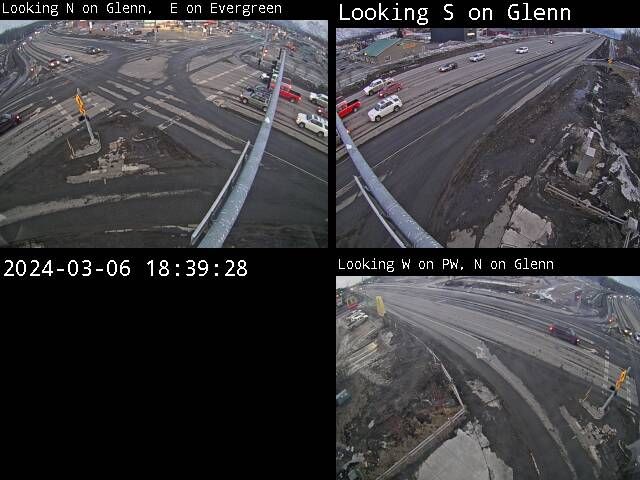 Looking N on Glenn,  E on Evergreen
Looking S on Glenn
2024-03-06 18:39:28
Looking W on PW, N on Glenn